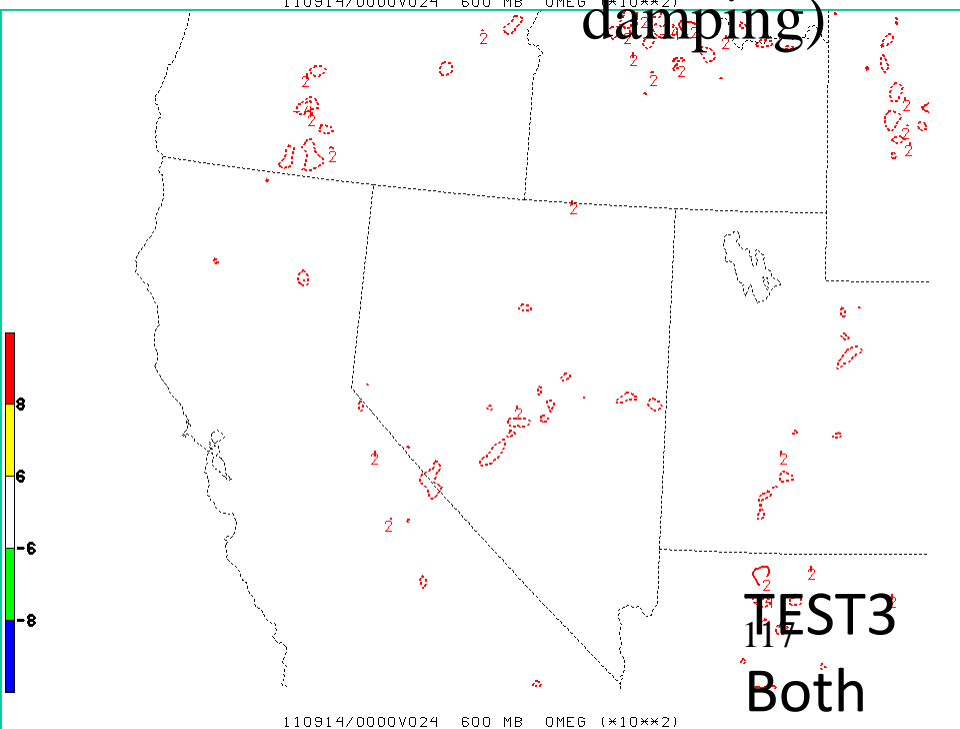 110914/0000V024 600 MB OMEG (*10**2)
damping)
8
6
-6
-8
TEST3
117
Both
110914/0000V024 600 MB OMEG (*10**2)